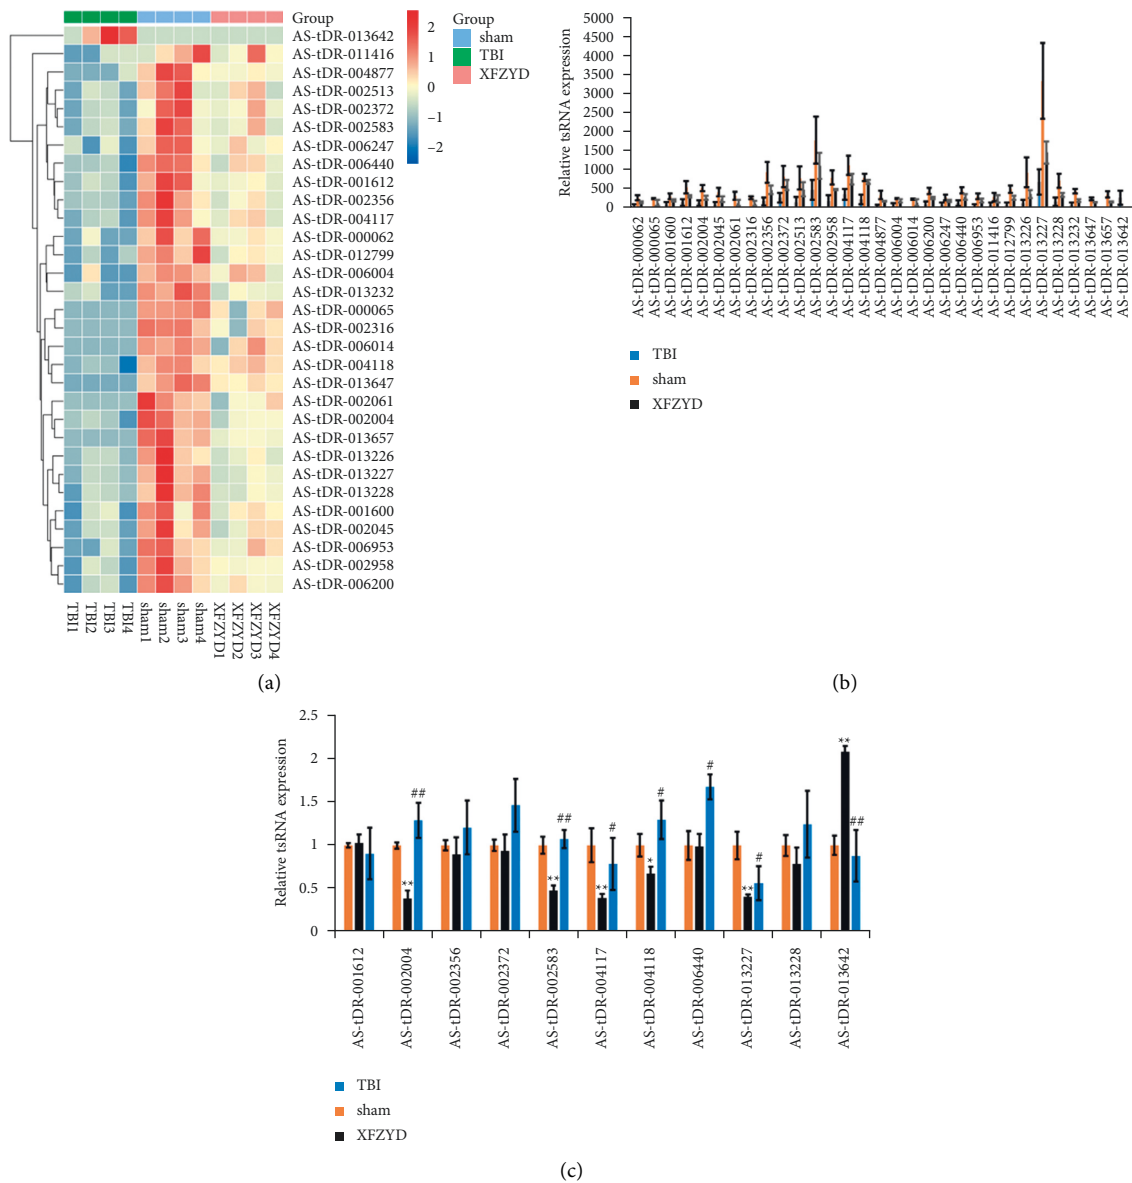 Group
AS-tDR-013642
AS-tDR-011416
AS-tDR-004877
AS-tDR-002513
AS-tDR-002372
AS-tDR-002583
AS-tDR-006247
AS-tDR-006440
AS-tDR-001612
AS-tDR-002356
AS-tDR-004117
AS-tDR-000062
AS-tDR-012799
AS-tDR-006004
AS-tDR-013232
AS-tDR-000065
AS-tDR-002316
AS-tDR-006014
AS-tDR-004118
AS-tDR-013647
AS-tDR-002061
AS-tDR-002004
AS-tDR-013657
AS-tDR-013226
AS-tDR-013227
AS-tDR-013228
AS-tDR-001600
AS-tDR-002045
AS-tDR-006953
AS-tDR-002958
AS-tDR-006200
TBI1
TBI2
TBI3
TBI4
sham1
sham2
sham3
sham4
XFZYD1
XFZYD2
XFZYD3
XFZYD4
2
1
0
−1
−2
Group
sham
TBI
XFZYD
(a)
Relative tsRNA expression
5000
4500
4000
3500
3000
2500
2000
1500
1000
500
0
AS-tDR-000062
AS-tDR-000065
AS-tDR-001600
AS-tDR-001612
AS-tDR-002004
AS-tDR-002045
AS-tDR-002061
AS-tDR-002316
AS-tDR-002356
AS-tDR-002372
AS-tDR-002513
AS-tDR-002583
AS-tDR-002958
AS-tDR-004117
AS-tDR-004118
AS-tDR-004877
AS-tDR-006004
AS-tDR-006014
AS-tDR-006200
AS-tDR-006247
AS-tDR-006440
AS-tDR-006953
AS-tDR-011416
AS-tDR-012799
AS-tDR-013226
AS-tDR-013227
AS-tDR-013228
AS-tDR-013232
AS-tDR-013647
AS-tDR-013657
AS-tDR-013642
TBI
sham
XFZYD
(b)
Relative tsRNA expression
2.5
2
1.5
1
0.5
0
**
##
**
##
**
#
*
#
#
**
#
**
##
AS-tDR-001612
AS-tDR-002004
AS-tDR-002356
AS-tDR-002372
AS-tDR-002583
AS-tDR-004117
AS-tDR-004118
AS-tDR-006440
AS-tDR-013227
AS-tDR-013228
AS-tDR-013642
TBI
sham
XFZYD
(c)